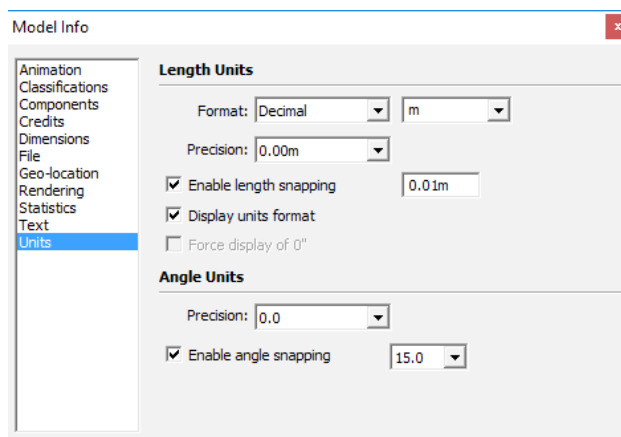 Model Info
x
Animation
Classifications
Components
Credits
Dimensions
File
Geo-location
Rendering
Statistics
Text
Units
Length Units
Format: Decimal m
Precision: 0.00m
Enable length snapping 0.01m
Display units format
Force display of 0"
Angle Units
Precision: 0.0
Enable angle snapping 15.0